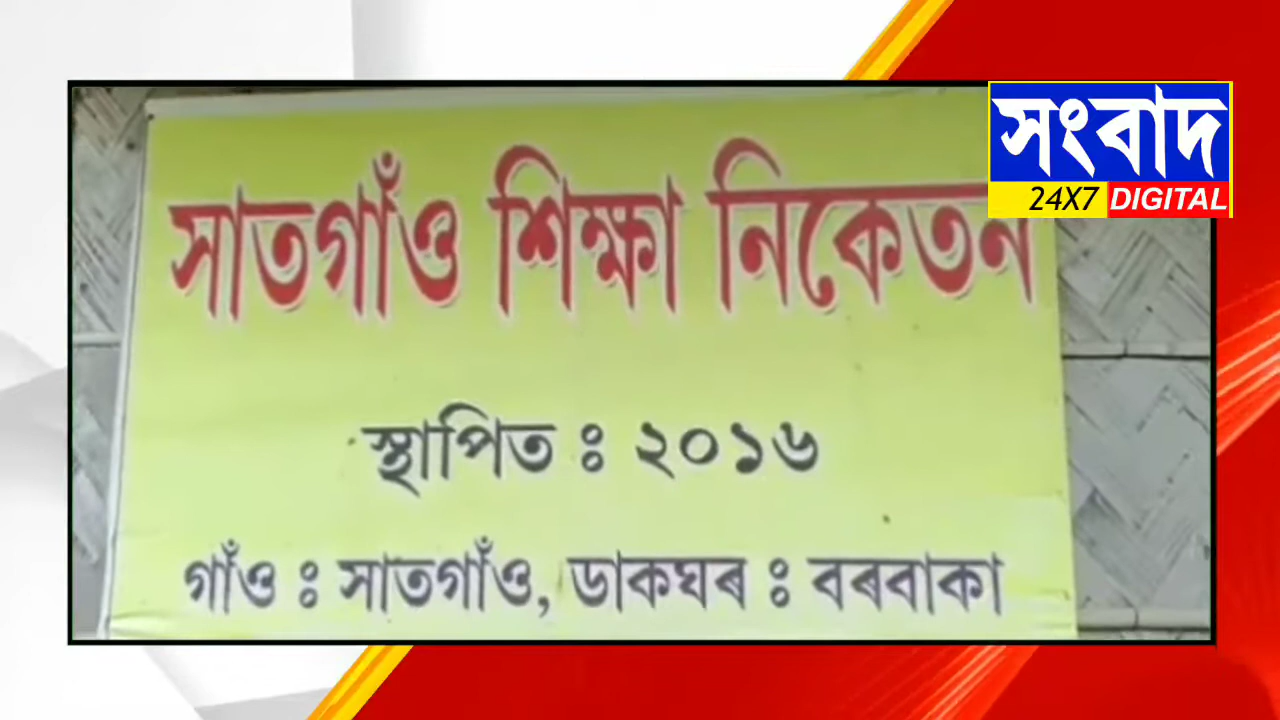 সংবাদ
24X7 DIGITAL
সাতগাঁও শিক্ষা নিকেতন
স্থাপিত ঃ ২০১৬
গাঁও ঃ সাতগাঁও, ডাকঘৰ ঃ বৰবাকা